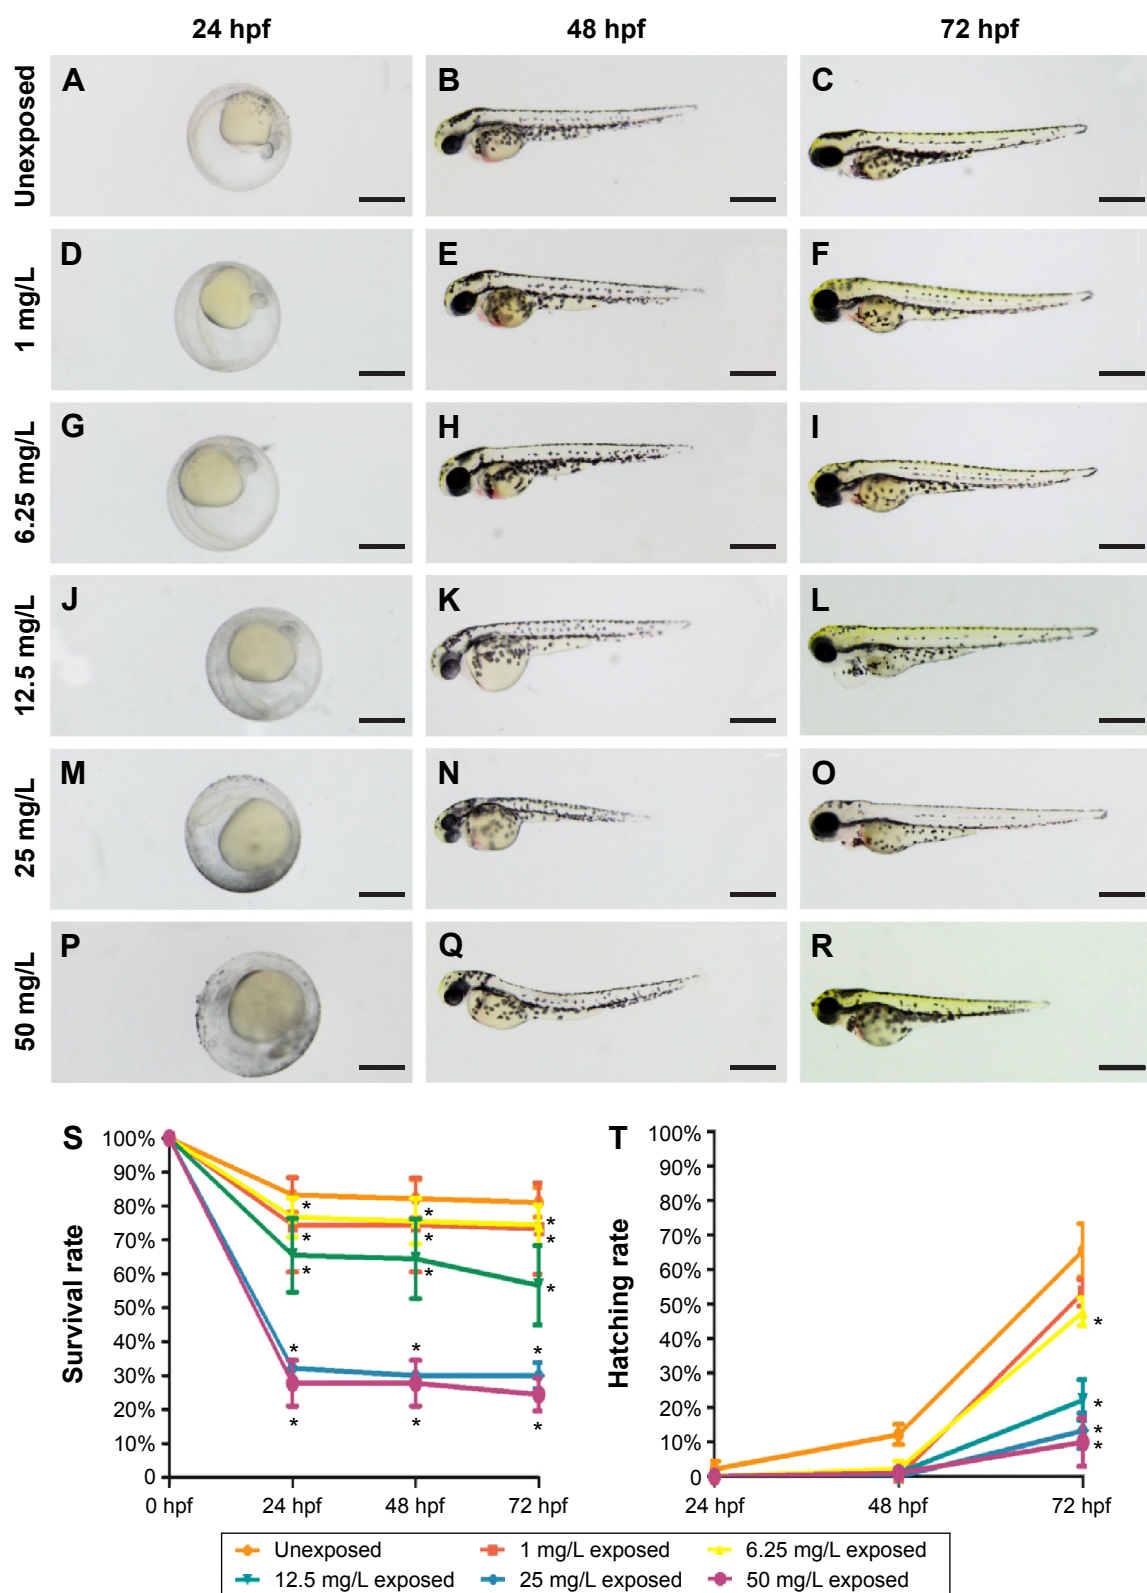 24 hpf 48 hpf 72 hpf
Unexposed
A B C
1 mg/L
D E F
6.25 mg/L
G H I
12.5 mg/L
J K L
25 mg/L
M N O
50 mg/L
P Q R
S
Survival rate
100%
90%
80%
70%
60%
50%
40%
30%
20%
10%
0
0 hpf 24 hpf 48 hpf 72 hpf
* * * * * * * * * * * * * *
T
Hatching rate
100%
90%
80%
70%
60%
50%
40%
30%
20%
10%
0
24 hpf 48 hpf 72 hpf
* * * *
Unexposed 1 mg/L exposed 6.25 mg/L exposed
12.5 mg/L exposed 25 mg/L exposed 50 mg/L exposed